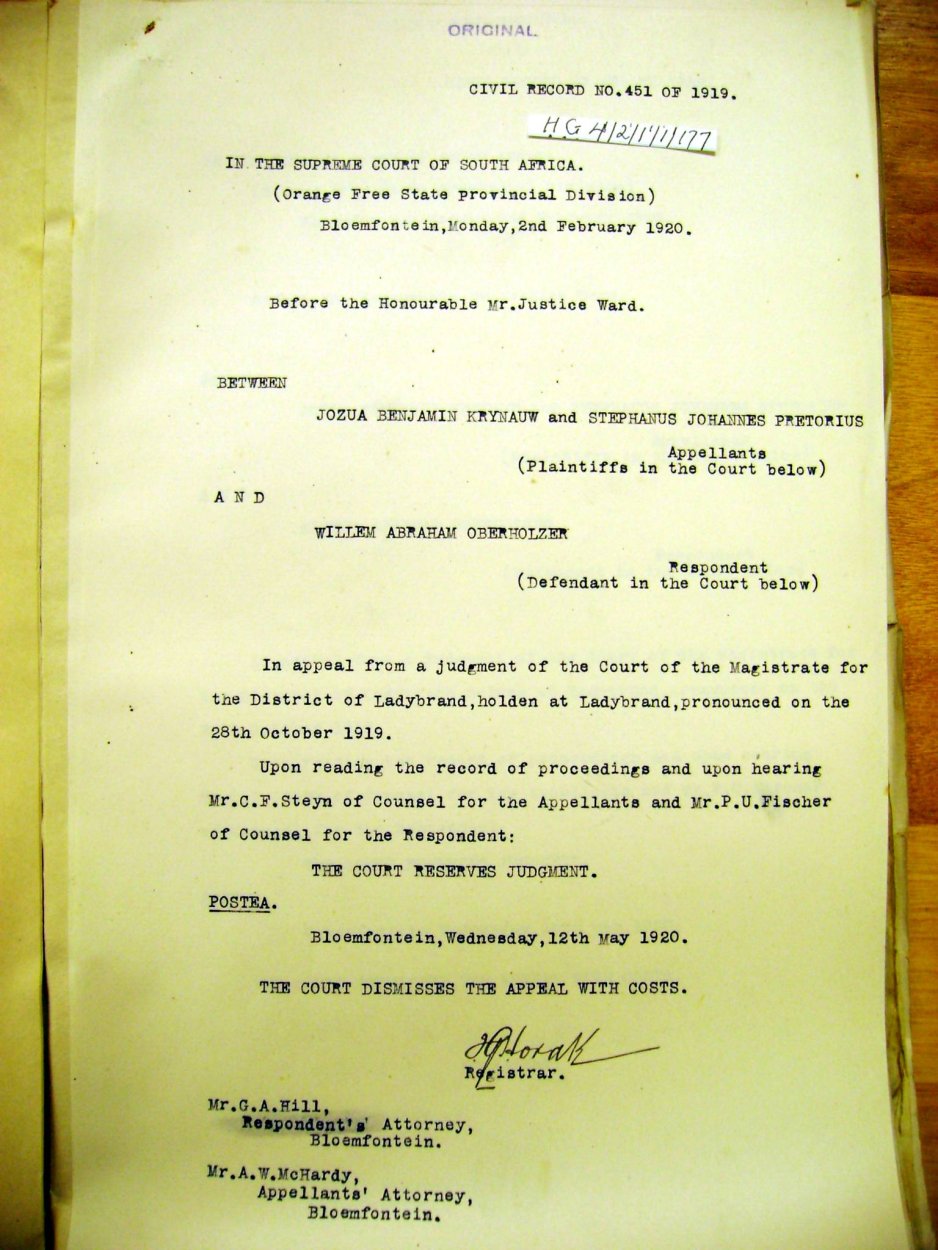 ORIGINAL
CIVIL RECORD NO.451 OF 1919.
H.G 4/2/1/1/177
IN THE SUPREME COURT OF SOUTH AFRICA.
(Orange Free State provincial Division)
Bloemfontein,Monday,2nd February 1920.
Before the Honourable Mr.Justice Ward.
BETWEEN
JOZUA BENJAMIN KRYNAUW and STEPHANUS JOHANNES PRETORIUS
Appellants
(Plaintiffs in the Court below)
A N D
WILLEM ABRAHAM OBERHOLZER
Respondent
(Defendant in the Court below)
In appeal from a judgment of the Court of the Magistrate for
the District of Ladybrand,holden at Ladybrand,pronounced on the
28th October 1919.
Upon reading the record of proceedings and upon hearing
Mr.C.F.Steyn of Counsel for the Appellants and Mr.P.U.Fischer
of Counsel for the Respondent:
THE COURT RESERVES JUDGMENT.
POSTEA.
Bloemfontein,Wednesday,12th May 1920.
THE COURT DISMISSES THE APPEAL WITH COSTS.
Horak
Registrar.
Mr.G.A.Hill,
Respondent's' Attorney,
Bloemfontein.
Mr.A.W.McHardy,
Appellants' Attorney,
Bloemfontein.